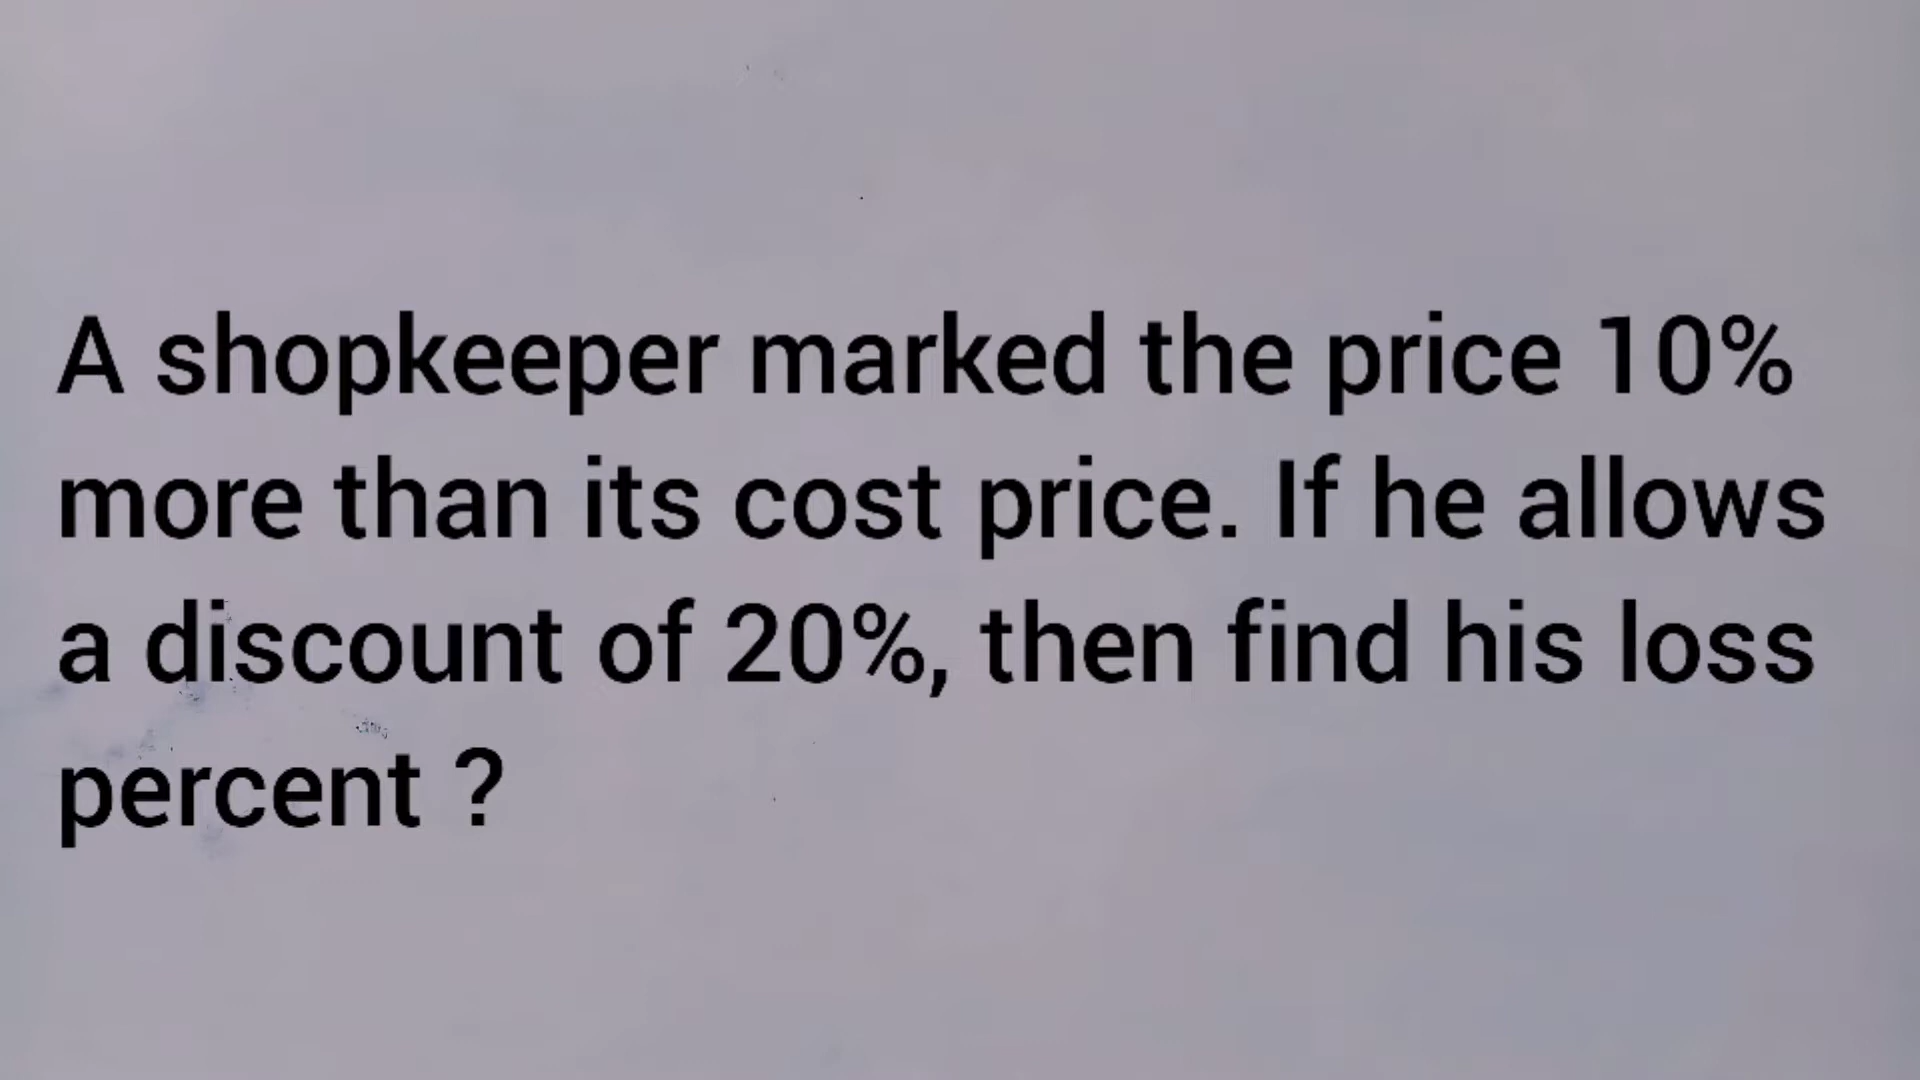 A shopkeeper marked the price 10%
more than its cost price. If he allows
a discount of 20%, then find his loss
percent ?